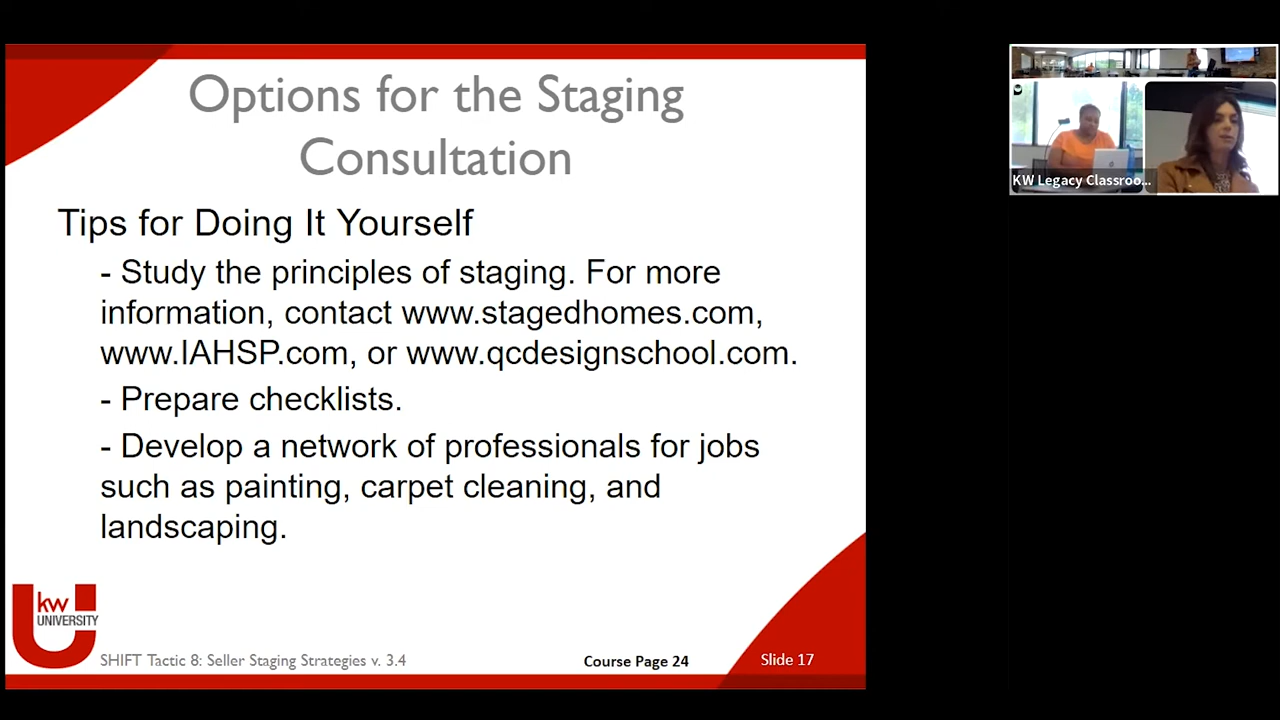 Options for the Staging
Consultation
Tips for Doing It Yourself
- Study the principles of staging. For more
information, contact www.stagedhomes.com,
www.IAHSP.com, or www.qcdesignschool.com.
- Prepare checklists.
- Develop a network of professionals for jobs
such as painting, carpet cleaning, and
landscaping.
kw
UNIVERSITY
SHIFT Tactic 8: Seller Staging Strategies v. 3.4
Course Page 24
Slide 17
KW Legacy Classroo...